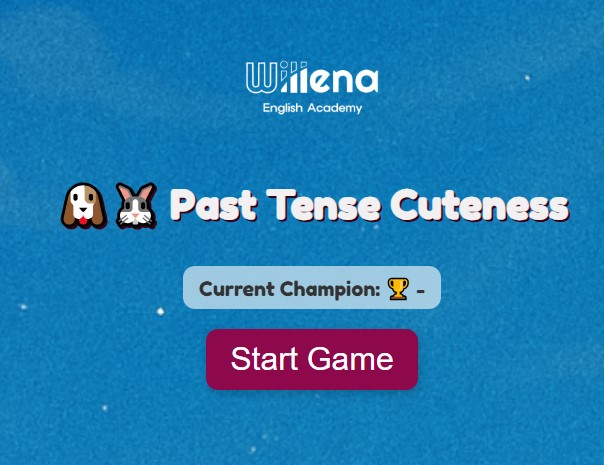 Willena
English Academy
🐶🐰 Past Tense Cuteness
Current Champion: 🏆 -
Start Game